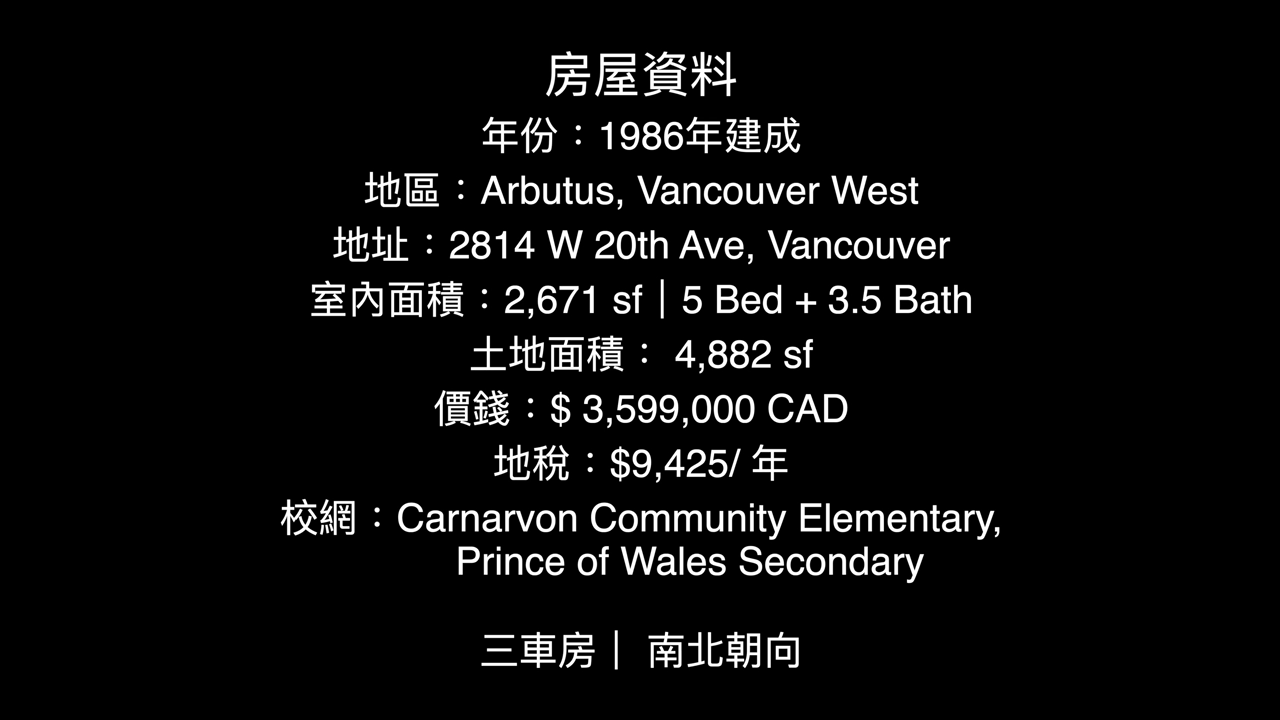 房屋資料
年份：1986年建成
地區：Arbutus, Vancouver West
地址：2814 W 20th Ave, Vancouver
室內面積：2,671 sf｜5 Bed + 3.5 Bath
土地面積： 4,882 sf
價錢：$ 3,599,000 CAD
地稅：$9,425/ 年
校網：Carnarvon Community Elementary,
Prince of Wales Secondary
三車房｜ 南北朝向